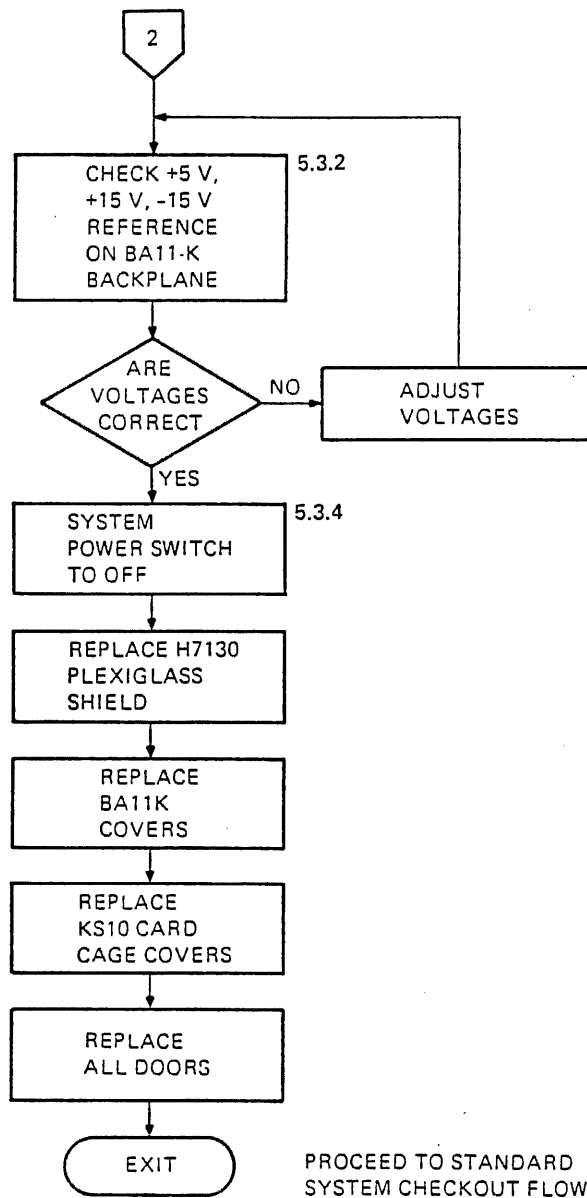 2
CHECK +5 V,
+15 V, -15 V
REFERENCE
ON BA11-K
BACKPLANE
5.3.2
ARE
VOLTAGES
CORRECT
NO
ADJUST
VOLTAGES
YES
SYSTEM
POWER SWITCH
TO OFF
5.3.4
REPLACE H7130
PLEXIGLASS
SHIELD
REPLACE
BA11K
COVERS
REPLACE
KS10 CARD
CAGE COVERS
REPLACE
ALL DOORS
EXIT
PROCEED TO STANDARD
SYSTEM CHECKOUT FLOW